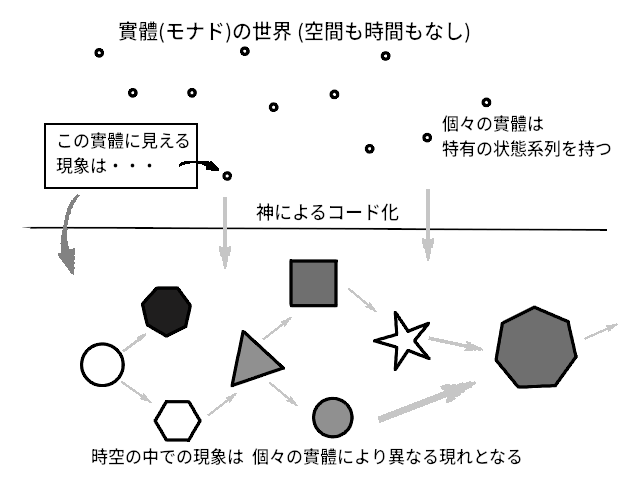 實體(モナド)の世界 (空間も時間もなし)
この實體に見える
現象は・・・
個々の實體は
特有の状態系列を持つ
神によるコード化
時空の中での現象は 個々の實體により異なる現れとなる